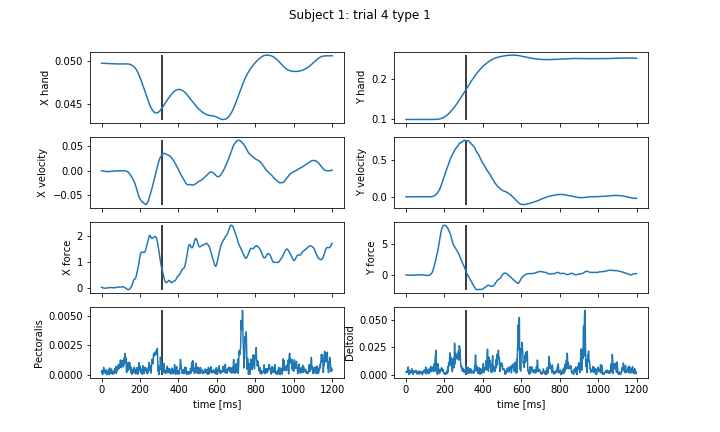 Subject 1: trial 4 type 1
0.050
0.045
X hand
0.2
0.1
Y hand
0.05
0.00
−0.05
X velocity
0.5
0.0
Y velocity
2
1
0
X force
5
0
Y force
0.0050
0.0025
0.0000
Pectoralis
0.050
0.025
0.000
Deltoid
0 200 400 600 800 1000 1200
time [ms]
0 200 400 600 800 1000 1200
time [ms]